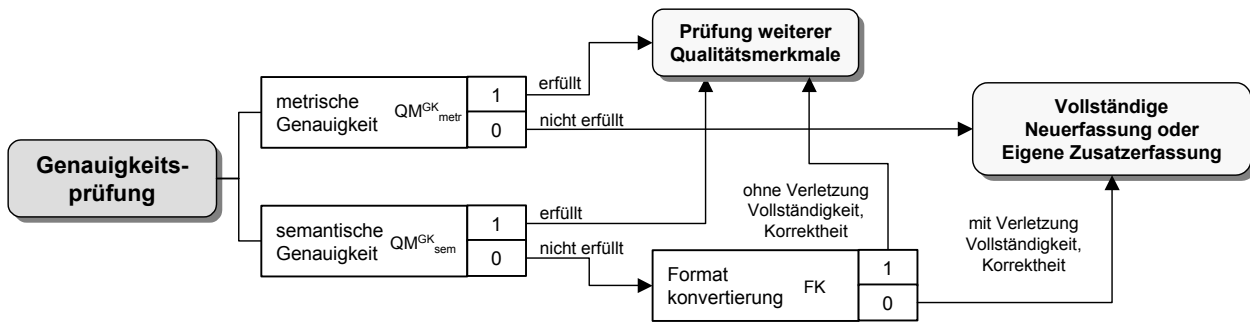 Prüfung weiterer
Qualitätsmerkmale
erfüllt
metrische
Genauigkeit QM^GK_metr
1
0
nicht erfüllt
Vollständige
Neuerfassung oder
Eigene Zusatzerfassung
Genauigkeits-
prüfung
ohne Verletzung
Vollständigkeit,
Korrektheit
erfüllt
semantische
Genauigkeit QM^GK_sem
1
0
nicht erfüllt
mit Verletzung
Vollständigkeit,
Korrektheit
Format
konvertierung FK
1
0